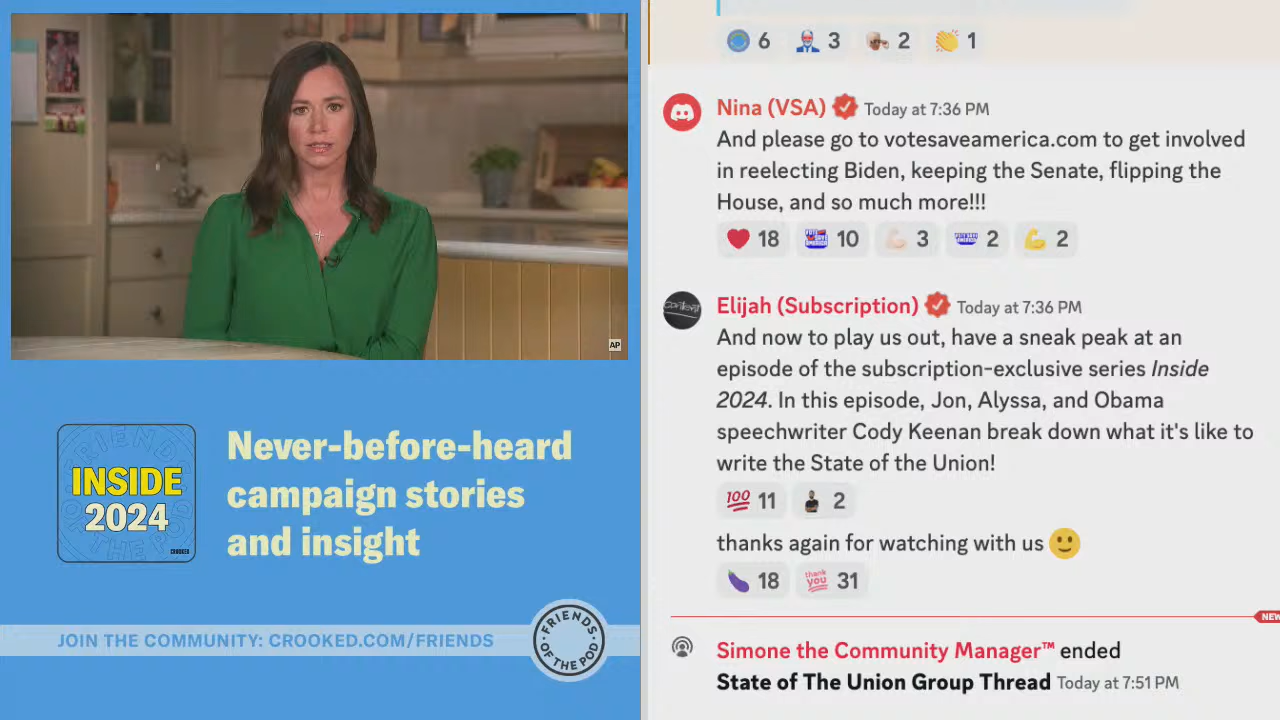 AP
INSIDE
2024
CROOKED
Never-before-heard
campaign stories
and insight
JOIN THE COMMUNITY: CROOKED.COM/FRIENDS
FRIENDS
OF THE POD
6 3 2 1
Nina (VSA) Today at 7:36 PM
And please go to votesaveamerica.com to get involved
in reelecting Biden, keeping the Senate, flipping the
House, and so much more!!!
18 10 3 2 2
Elijah (Subscription) Today at 7:36 PM
And now to play us out, have a sneak peak at an
episode of the subscription-exclusive series Inside
2024. In this episode, Jon, Alyssa, and Obama
speechwriter Cody Keenan break down what it's like to
write the State of the Union!
100 11 2
thanks again for watching with us
18 thank you 31
NEW
Simone the Community Manager™ ended
State of The Union Group Thread Today at 7:51 PM